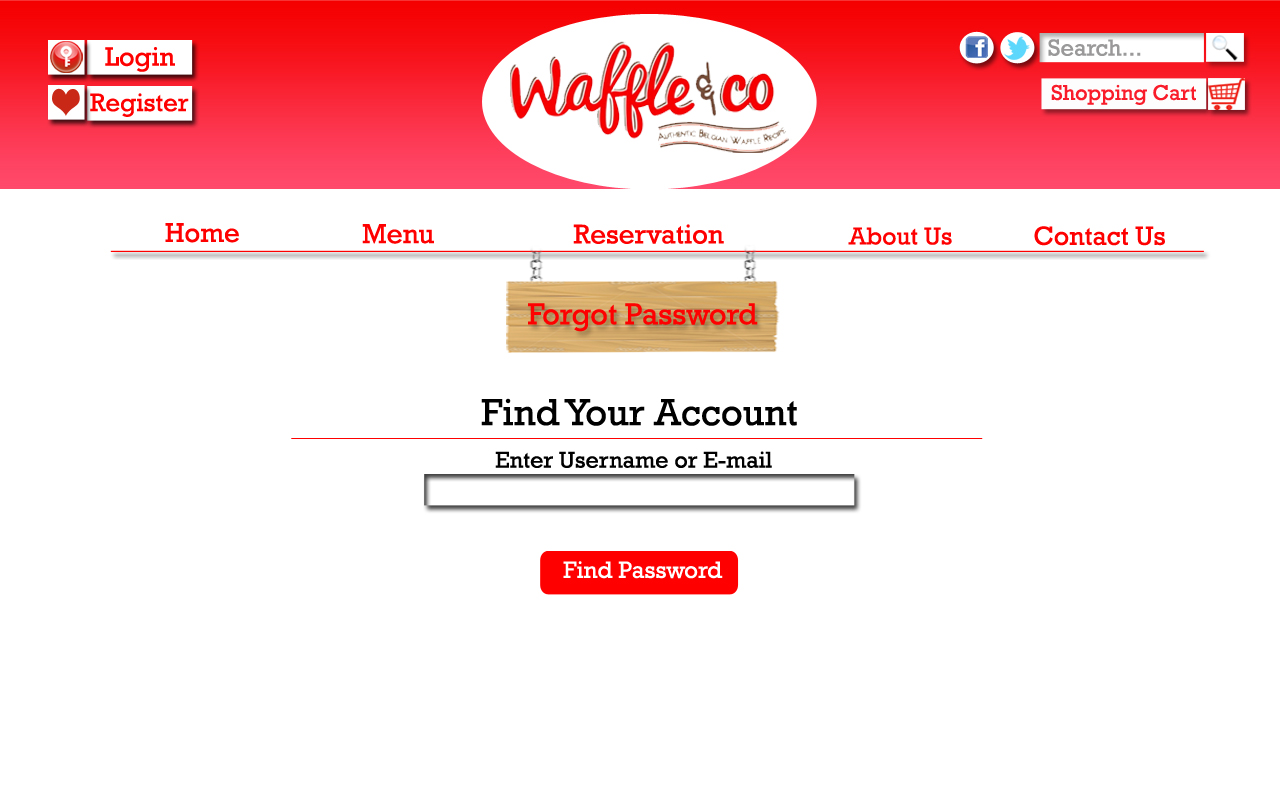 Login
Register
Waffle & co
Authentic Belgian Waffle Recipe
Search...
Shopping Cart
Home
Menu
Reservation
About Us
Contact Us
Forgot Password
Find Your Account
Enter Username or E-mail
Find Password